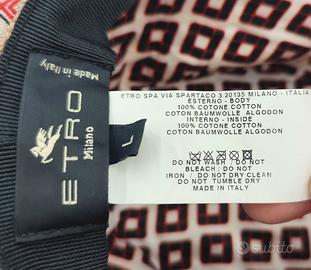 ETRO
Milano
Made in Italy
L
ETRO SPA VIA SPARTACO 3 20135 MILANO - ITALIA
ESTERNO - BODY
100% COTONE COTTON
COTON BAUMWOLLE ALGODON
INTERNO - INSIDE
100% COTONE COTTON
COTON BAUMWOLLE ALGODON
DO NOT WASH / DO NOT
BLEACH / DO NOT
IRON / DO NOT DRY CLEAN
DO NOT TUMBLE DRY
MADE IN ITALY
subito